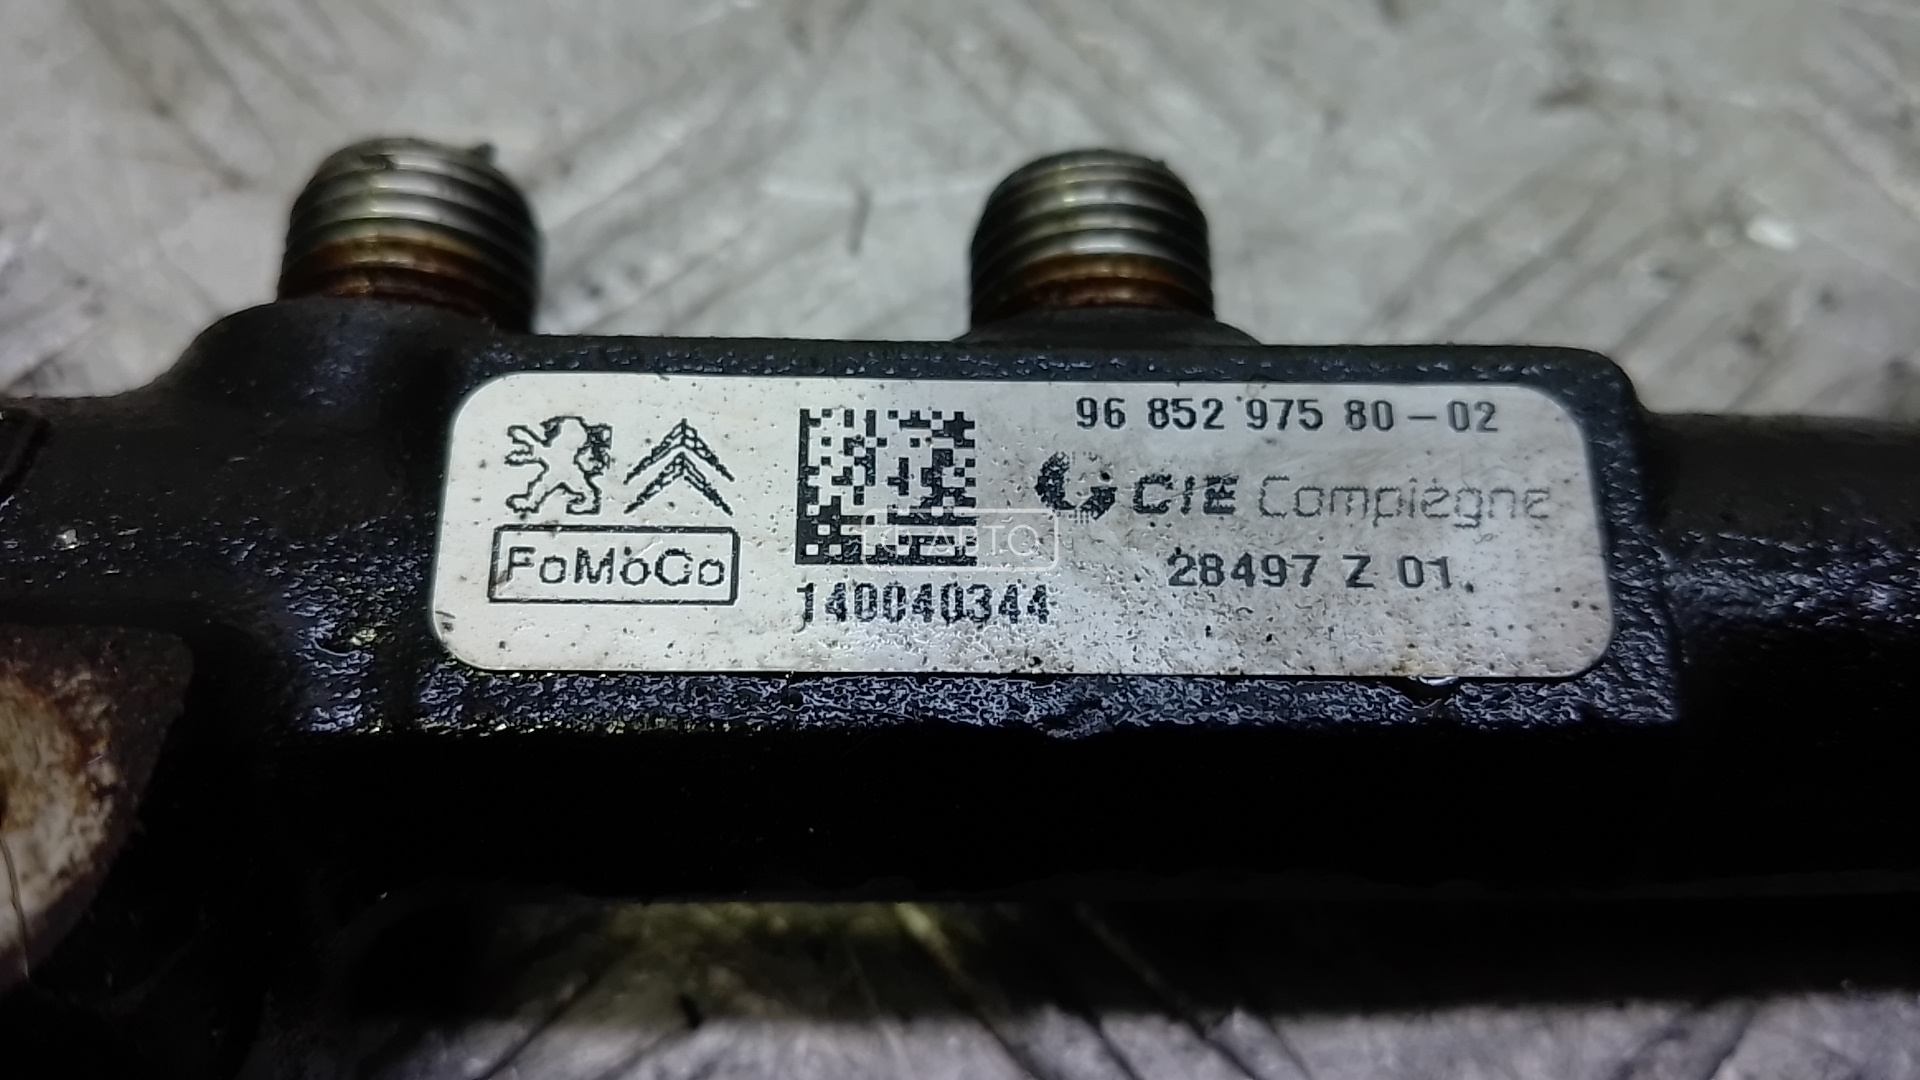 96 852 975 80-02
CIE Compiègne
28497 Z 01
FoMoCo
140040344